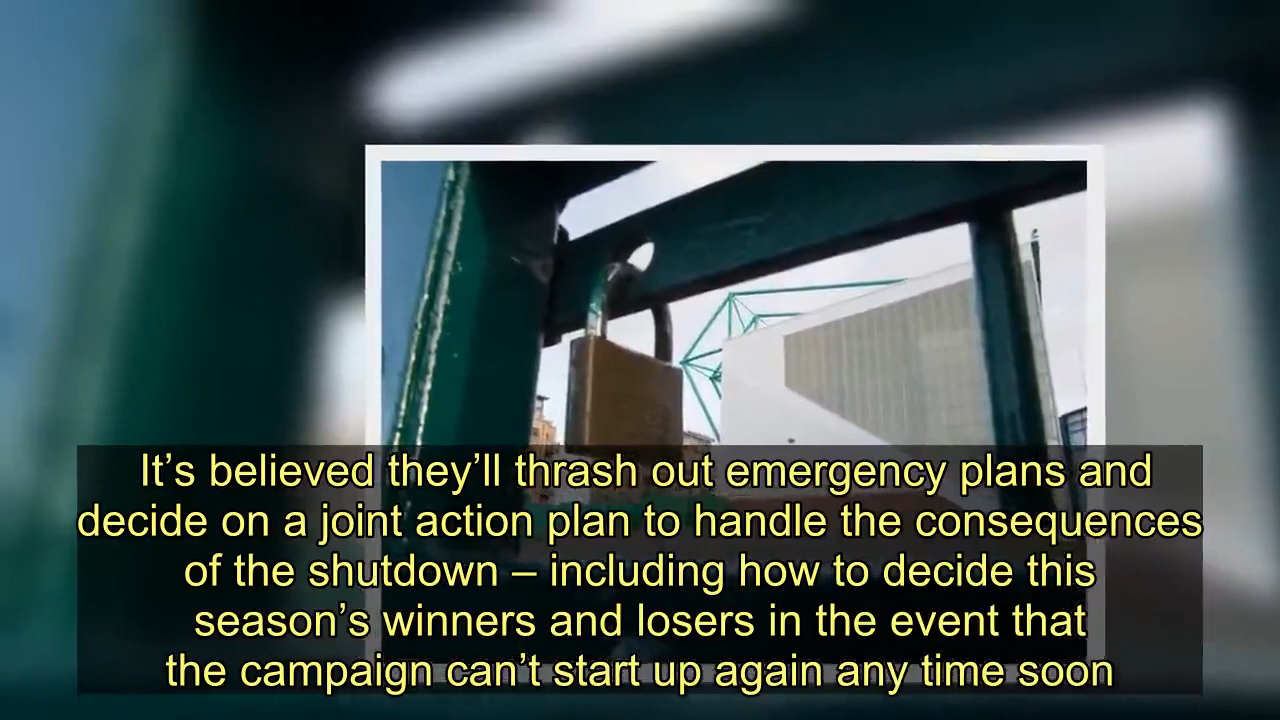 It’s believed they’ll thrash out emergency plans and
decide on a joint action plan to handle the consequences
of the shutdown – including how to decide this
season’s winners and losers in the event that
the campaign can’t start up again any time soon